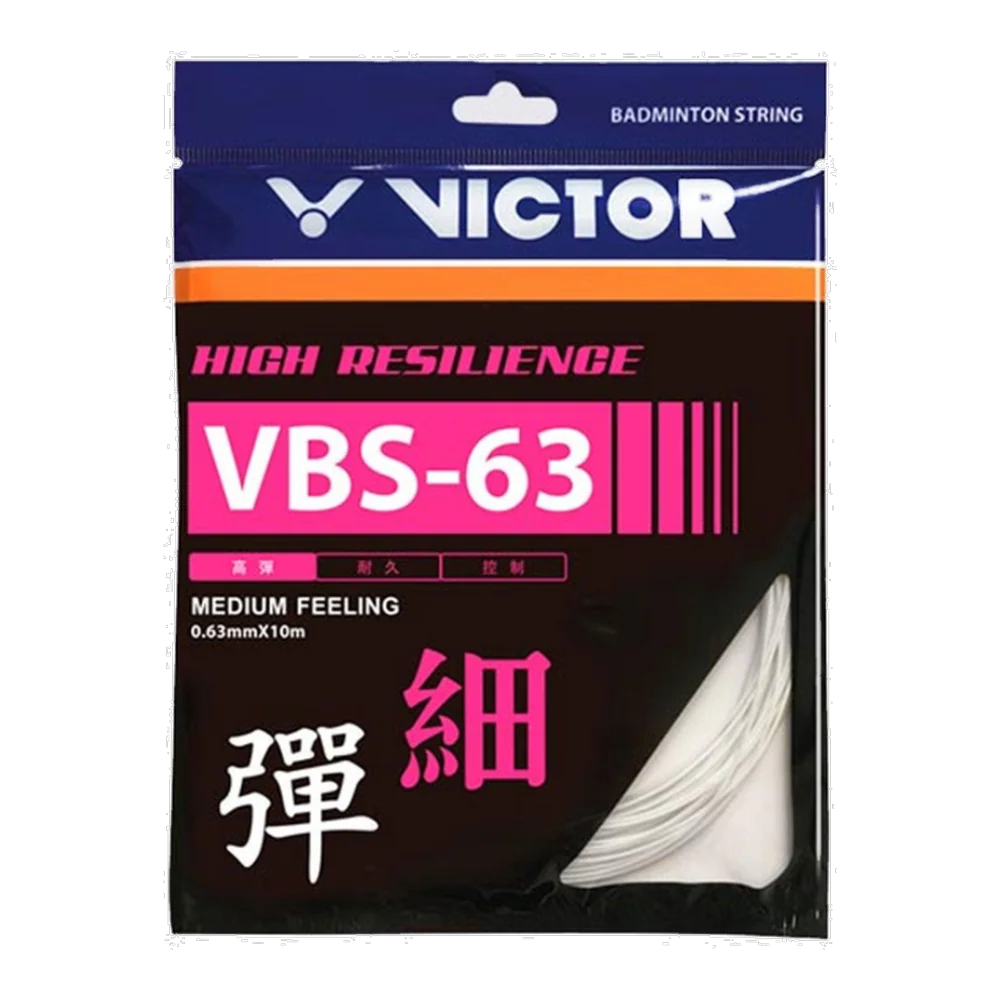 BADMINTON STRING
VICTOR
HIGH RESILIENCE
VBS-63
高彈 耐久 控制
MEDIUM FEELING
0.63mmX10m
細
彈